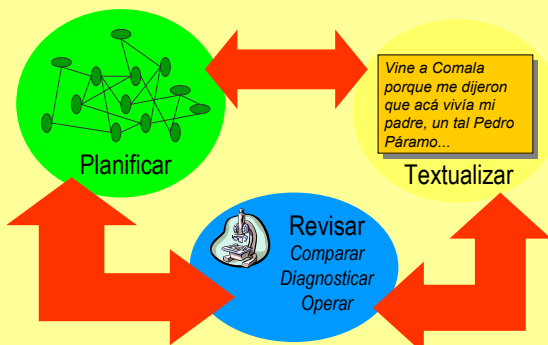 Vine a Comala
porque me dijeron
que acá vivía mi
padre, un tal Pedro
Páramo...
Planificar
Textualizar
Revisar
Comparar
Diagnosticar
Operar